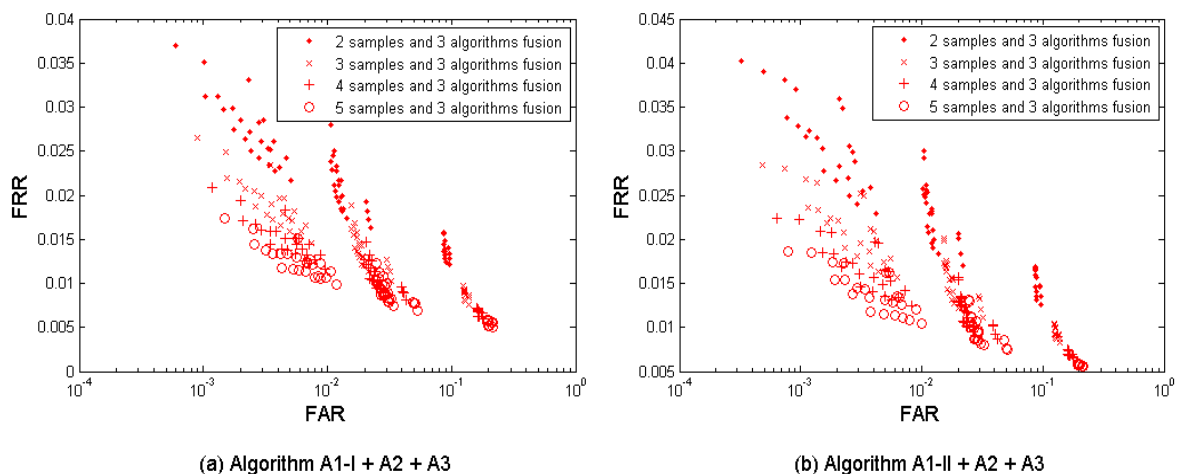 0.04
0.035
0.03
0.025
0.02
0.015
0.01
0.005
0
FRR
10^-4
10^-3
10^-2
10^-1
10^0
FAR
2 samples and 3 algorithms fusion
3 samples and 3 algorithms fusion
4 samples and 3 algorithms fusion
5 samples and 3 algorithms fusion
(a) Algorithm A1-I + A2 + A3
0.045
0.04
0.035
0.03
0.025
0.02
0.015
0.01
0.005
FRR
10^-4
10^-3
10^-2
10^-1
10^0
FAR
2 samples and 3 algorithms fusion
3 samples and 3 algorithms fusion
4 samples and 3 algorithms fusion
5 samples and 3 algorithms fusion
(b) Algorithm A1-II + A2 + A3